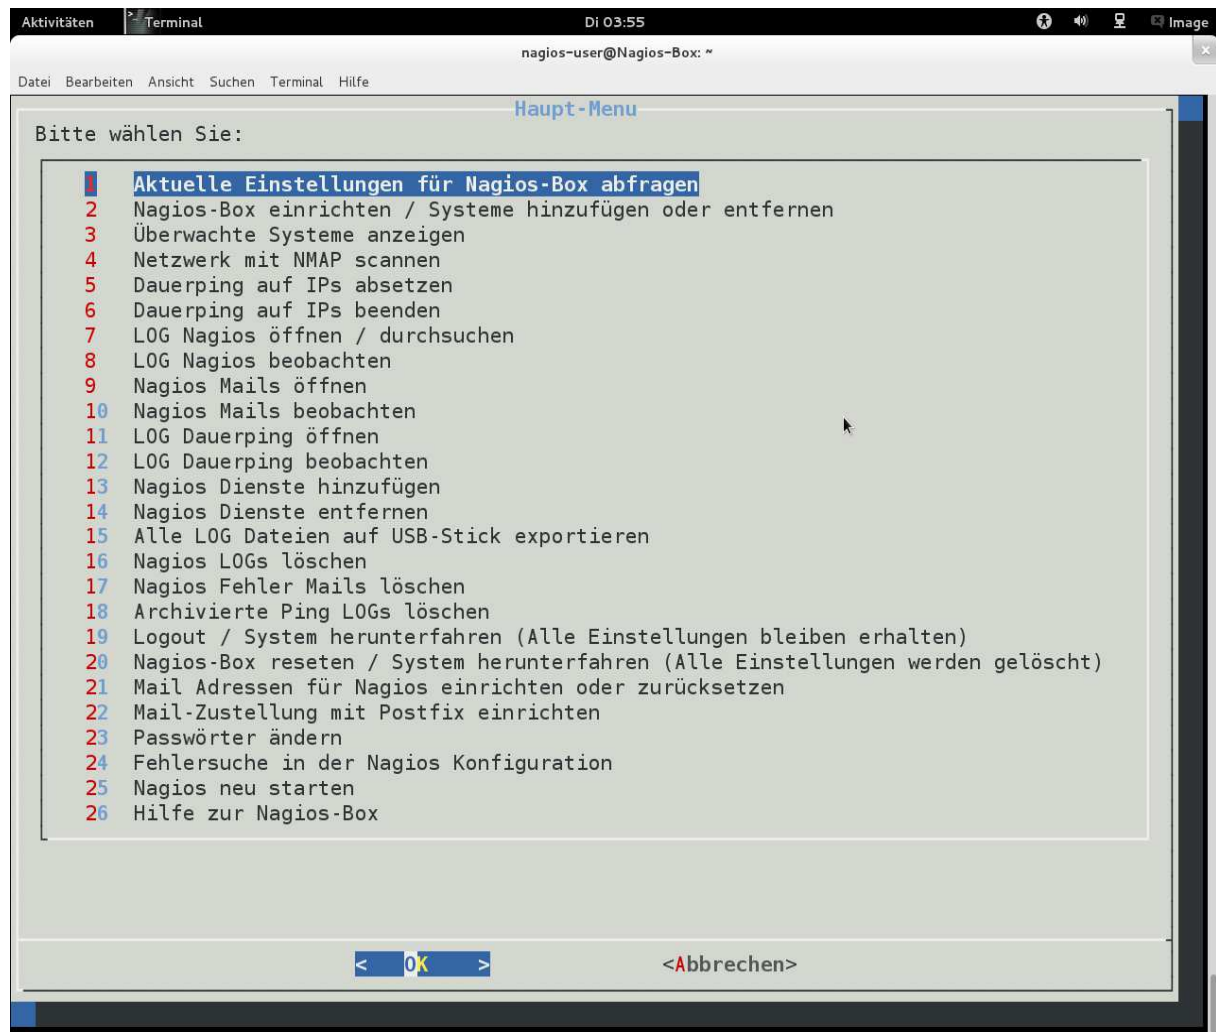 Aktivitäten Terminal Di 03:55 Image
nagios-user@Nagios-Box: ~
Datei Bearbeiten Ansicht Suchen Terminal Hilfe
Haupt-Menu
Bitte wählen Sie:
1 Aktuelle Einstellungen für Nagios-Box abfragen
2 Nagios-Box einrichten / Systeme hinzufügen oder entfernen
3 Überwachte Systeme anzeigen
4 Netzwerk mit NMAP scannen
5 Dauerping auf IPs absetzen
6 Dauerping auf IPs beenden
7 LOG Nagios öffnen / durchsuchen
8 LOG Nagios beobachten
9 Nagios Mails öffnen
10 Nagios Mails beobachten
11 LOG Dauerping öffnen
12 LOG Dauerping beobachten
13 Nagios Dienste hinzufügen
14 Nagios Dienste entfernen
15 Alle LOG Dateien auf USB-Stick exportieren
16 Nagios LOGs löschen
17 Nagios Fehler Mails löschen
18 Archivierte Ping LOGs löschen
19 Logout / System herunterfahren (Alle Einstellungen bleiben erhalten)
20 Nagios-Box reseten / System herunterfahren (Alle Einstellungen werden gelöscht)
21 Mail Adressen für Nagios einrichten oder zurücksetzen
22 Mail-Zustellung mit Postfix einrichten
23 Passwörter ändern
24 Fehlersuche in der Nagios Konfiguration
25 Nagios neu starten
26 Hilfe zur Nagios-Box
< OK > <Abbrechen>